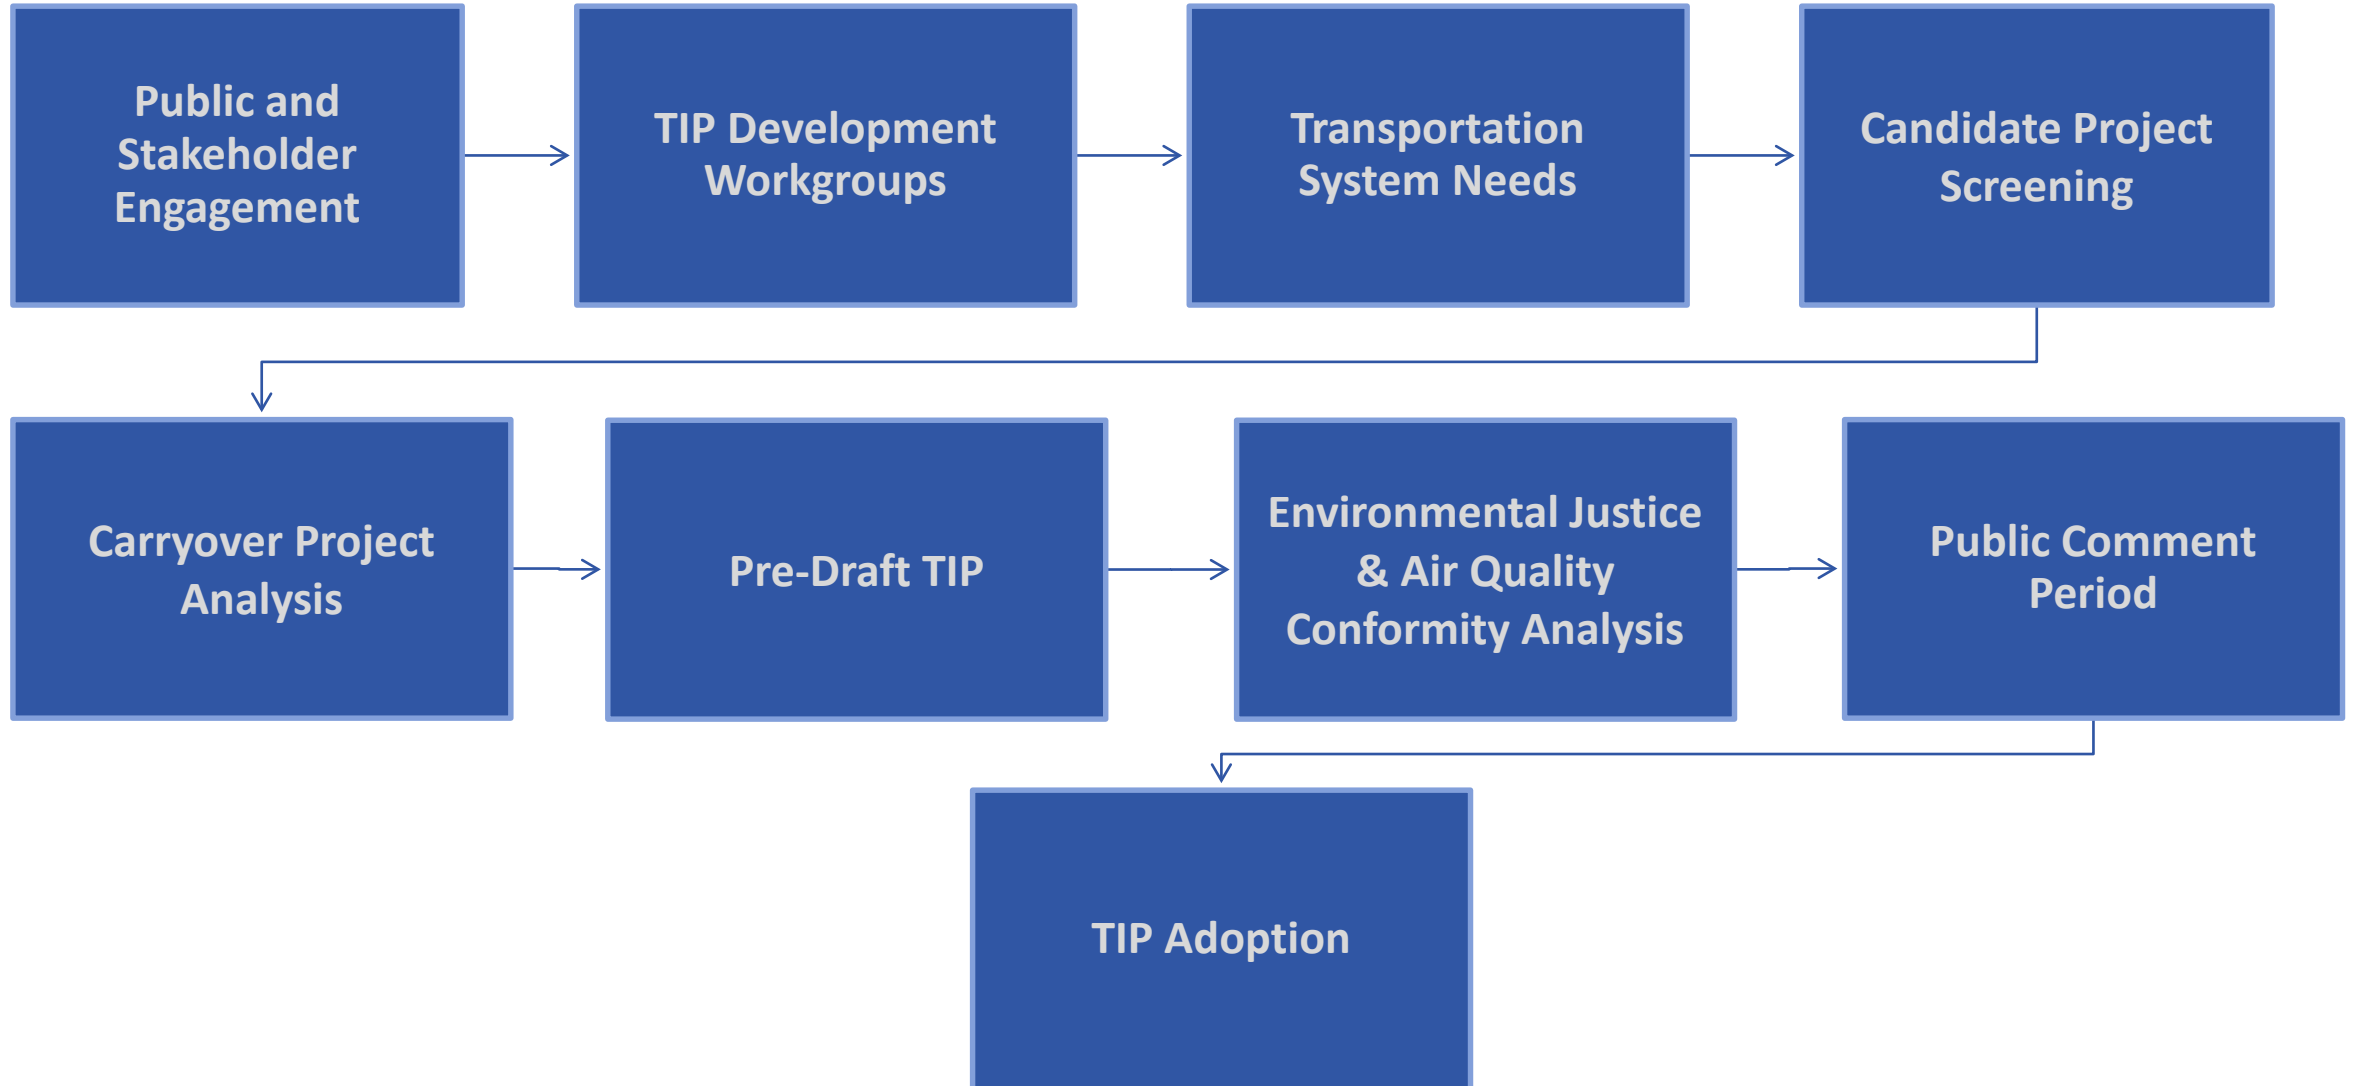 Public and
Stakeholder
Engagement
TIP Development
Workgroups
Transportation
System Needs
Candidate Project
Screening
Carryover Project
Analysis
Pre-Draft TIP
Environmental Justice
& Air Quality
Conformity Analysis
Public Comment
Period
TIP Adoption